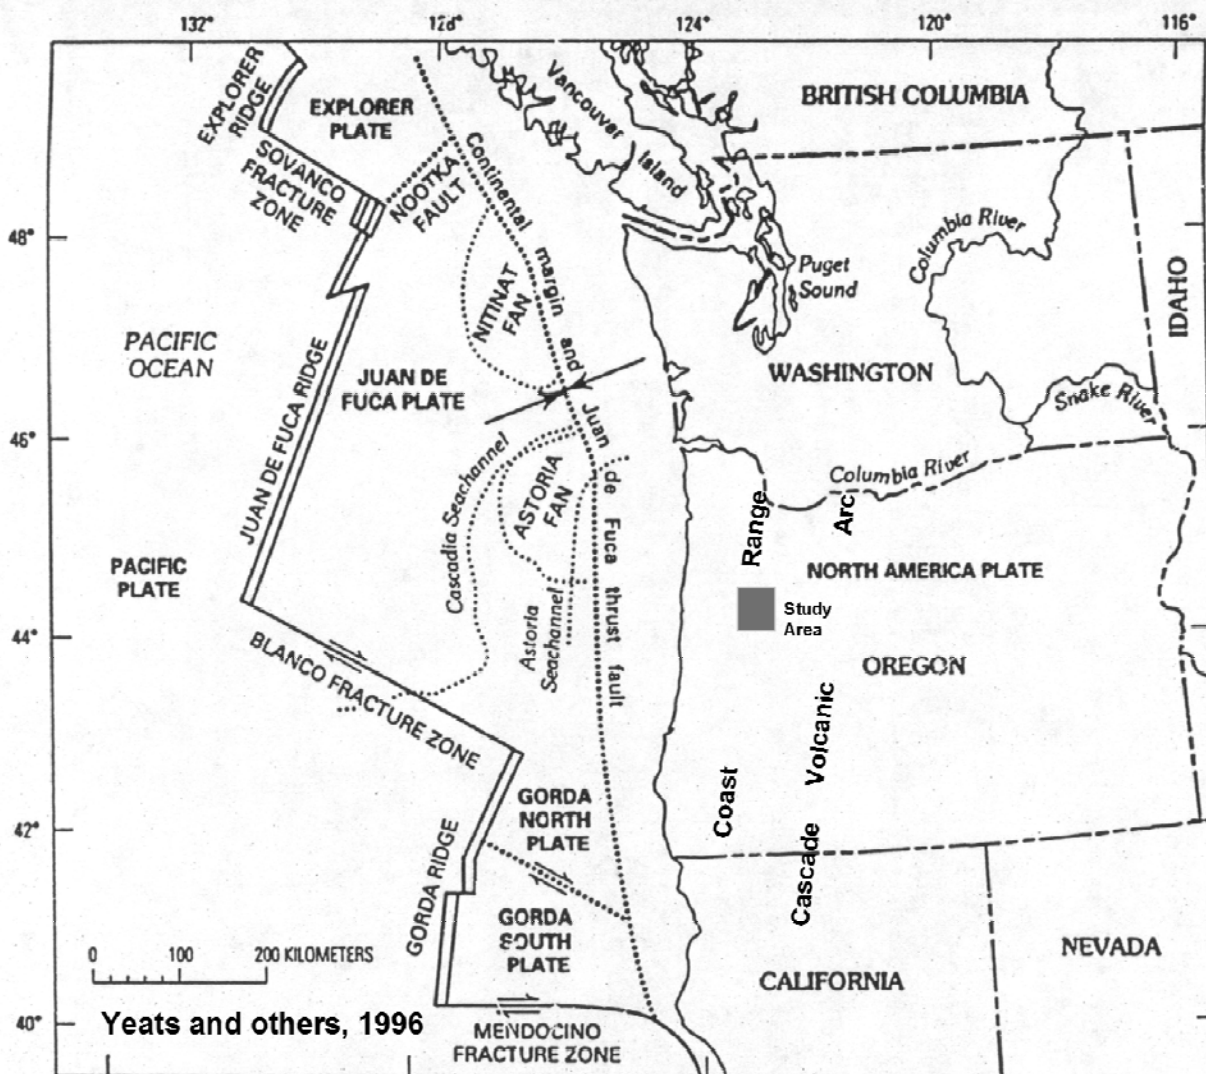 132°
128°
124°
120°
116°
EXPLORER
RIDGE
EXPLORER
PLATE
SOVANCO
FRACTURE
ZONE
NOOTKA
FAULT
Continental margin and Juan de Fuca thrust fault
Vancouver
Island
BRITISH COLUMBIA
48°
NITINAT
FAN
Puget
Sound
Columbia River
IDAHO
PACIFIC
OCEAN
JUAN DE FUCA RIDGE
JUAN DE
FUCA PLATE
WASHINGTON
Snake River
46°
Cascadia Seachannel
ASTORIA
FAN
Columbia River
Range
Arc
PACIFIC
PLATE
NORTH AMERICA PLATE
Astoria
Seachannel
Study
Area
44°
BLANCO FRACTURE ZONE
OREGON
Coast
Volcanic
Cascade
GORDA
NORTH
PLATE
42°
GORDA RIDGE
GORDA
SOUTH
PLATE
0 100 200 KILOMETERS
CALIFORNIA
NEVADA
40°
Yeats and others, 1996
MENDOCINO
FRACTURE ZONE